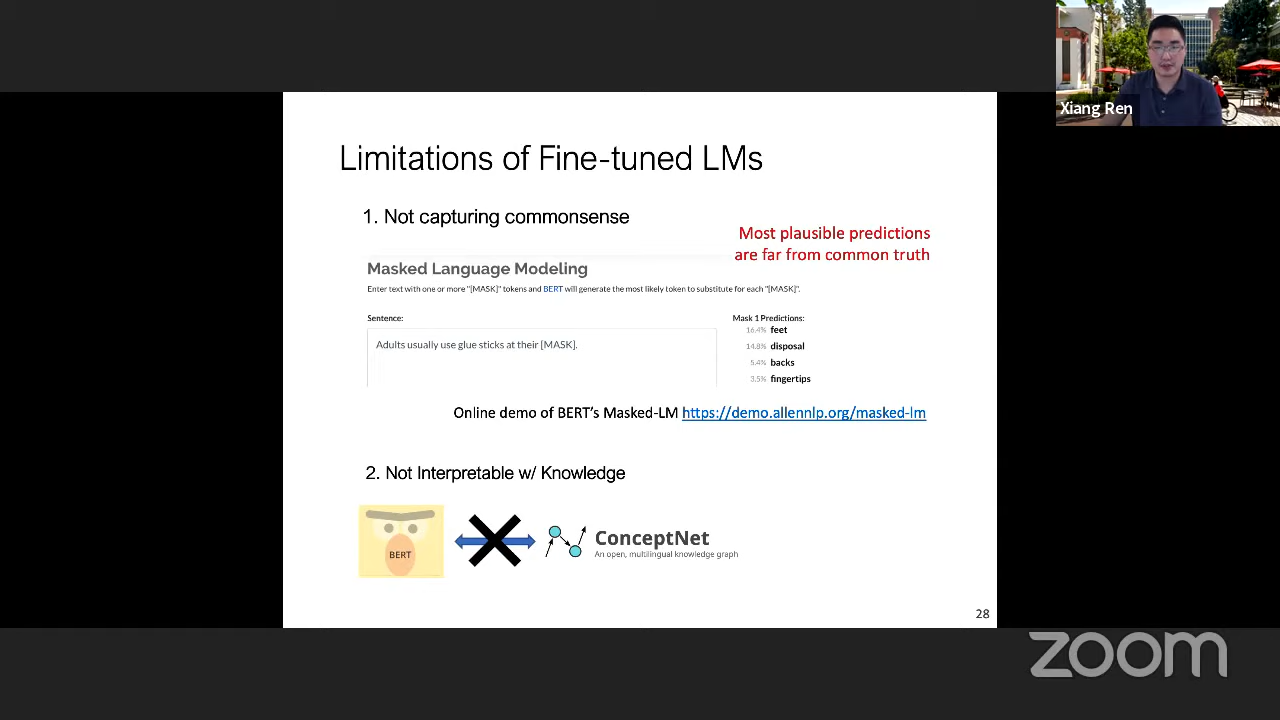 Xiang Ren
Limitations of Fine-tuned LMs
1. Not capturing commonsense
Most plausible predictions
are far from common truth
Masked Language Modeling
Enter text with one or more "[MASK]" tokens and BERT will generate the most likely token to substitute for each "[MASK]".
Sentence:
Adults usually use glue sticks at their [MASK].
Mask 1 Predictions:
16.4% feet
14.8% disposal
5.4% backs
3.5% fingertips
Online demo of BERT's Masked-LM https://demo.allennlp.org/masked-lm
2. Not Interpretable w/ Knowledge
BERT
ConceptNet
An open, multilingual knowledge graph
28
zoom